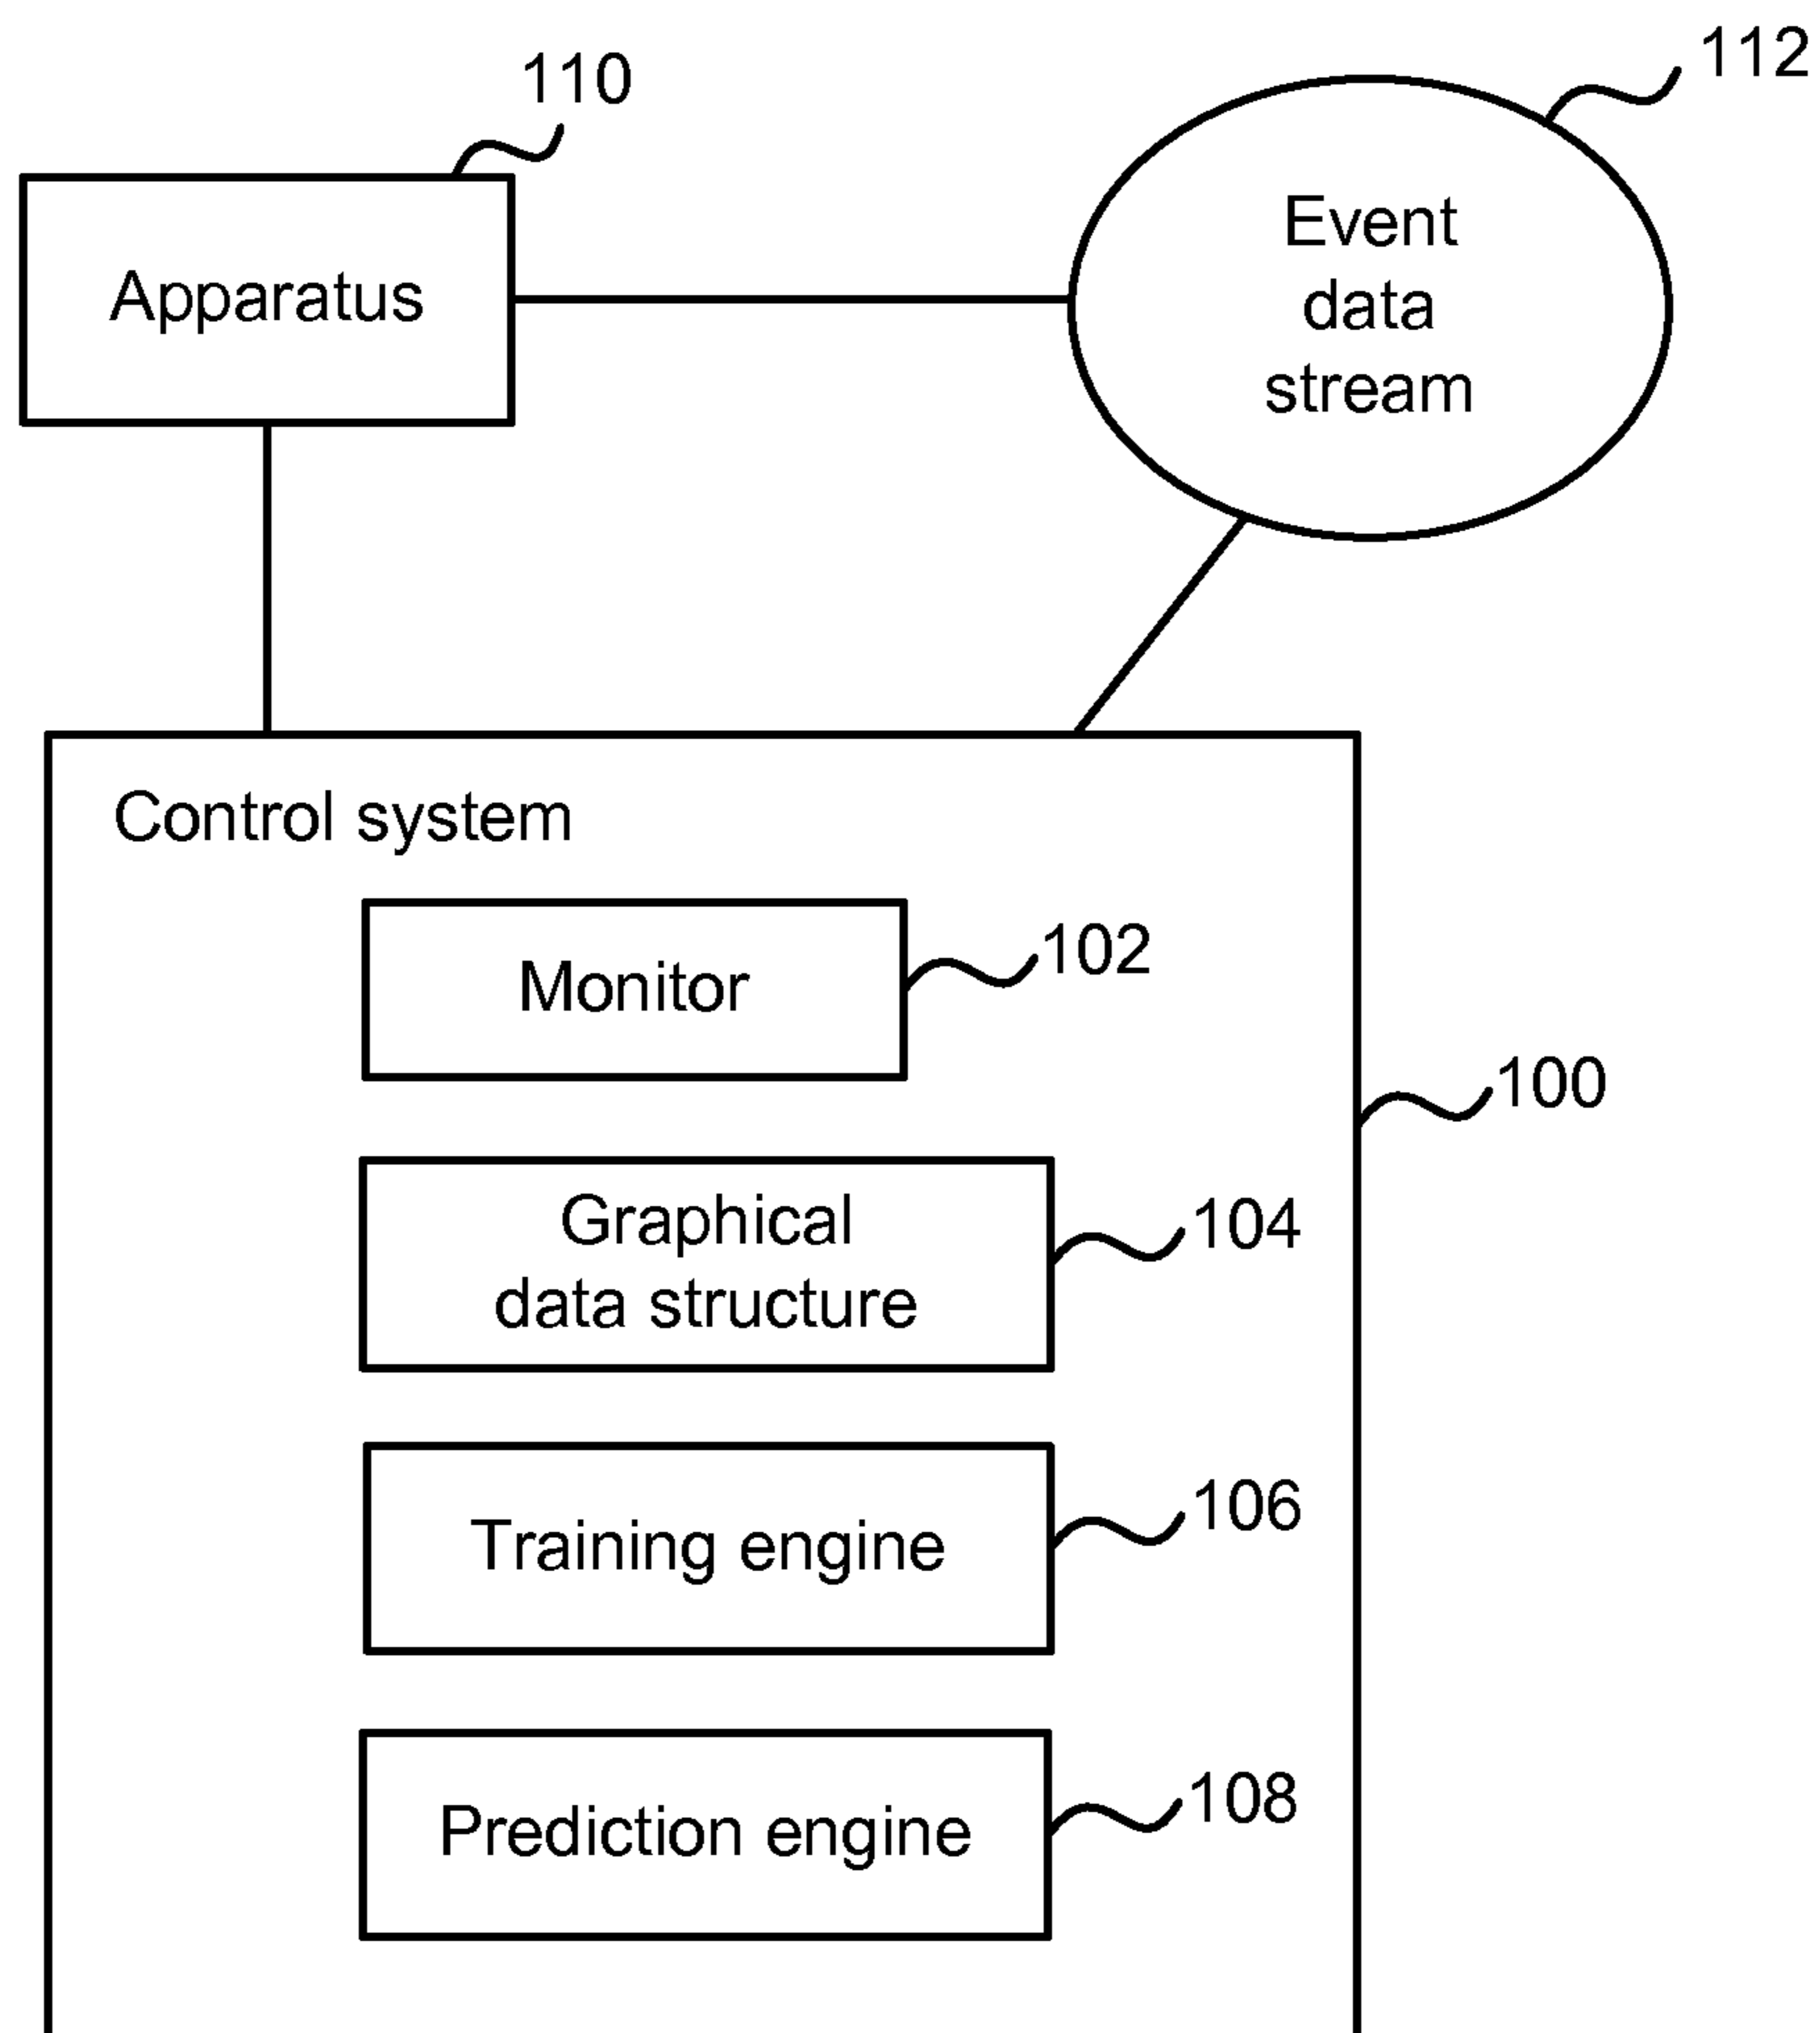 110
112
Apparatus
Event
data
stream
Control system
Monitor
102
100
Graphical
data structure
104
Training engine
106
Prediction engine
108